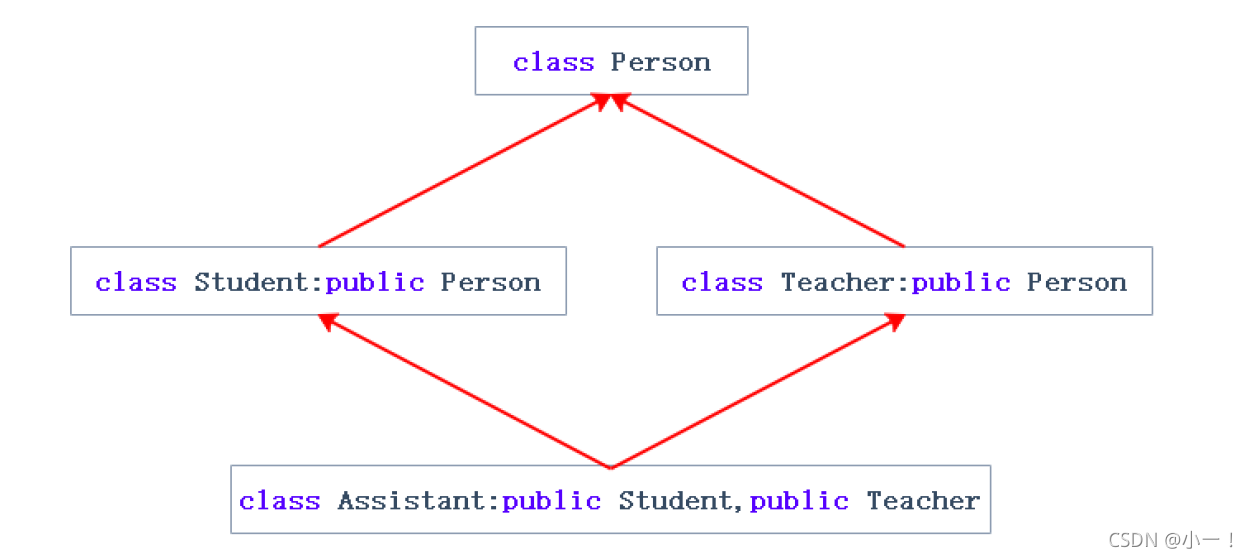 class Person
class Student:public Person
class Teacher:public Person
class Assistant:public Student,public Teacher
CSDN @小一！